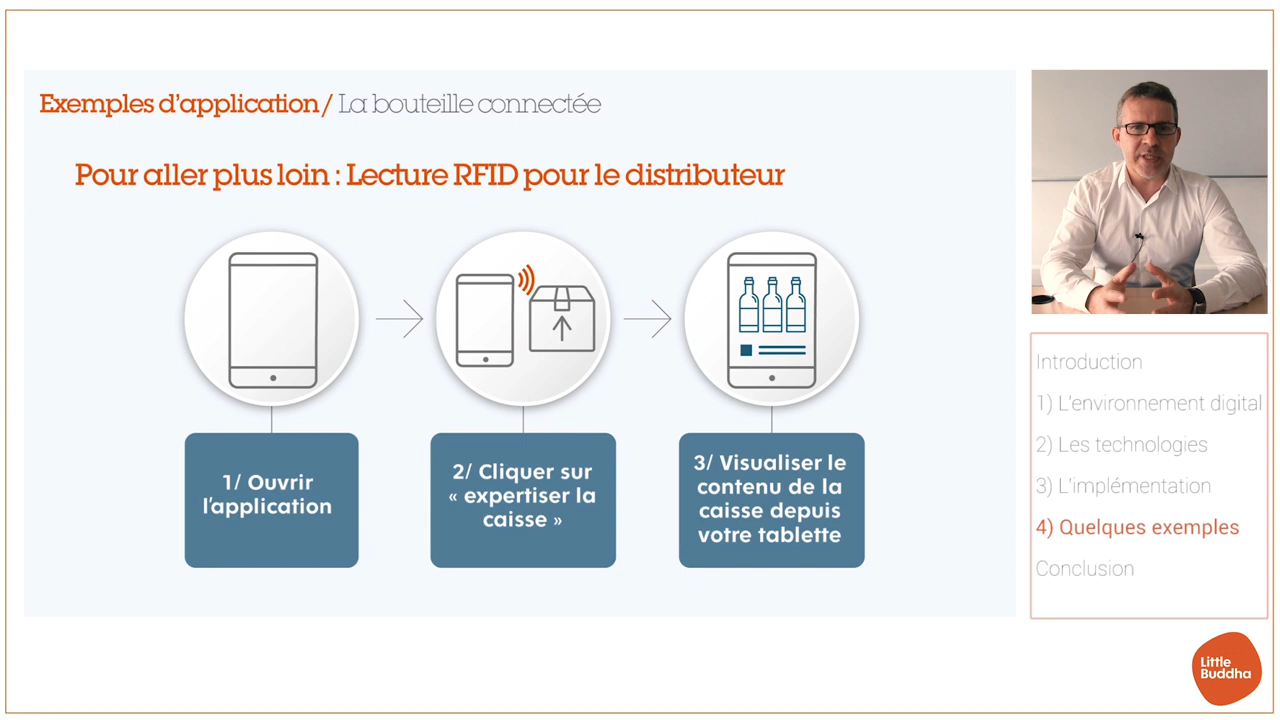 Exemples d'application / La bouteille connectée
Pour aller plus loin : Lecture RFID pour le distributeur
1/ Ouvrir
l'application
2/ Cliquer sur
« expertiser la
caisse »
3/ Visualiser le
contenu de la
caisse depuis
votre tablette
Introduction
1) L'environnement digital
2) Les technologies
3) L'implémentation
4) Quelques exemples
Conclusion
Little
Buddha